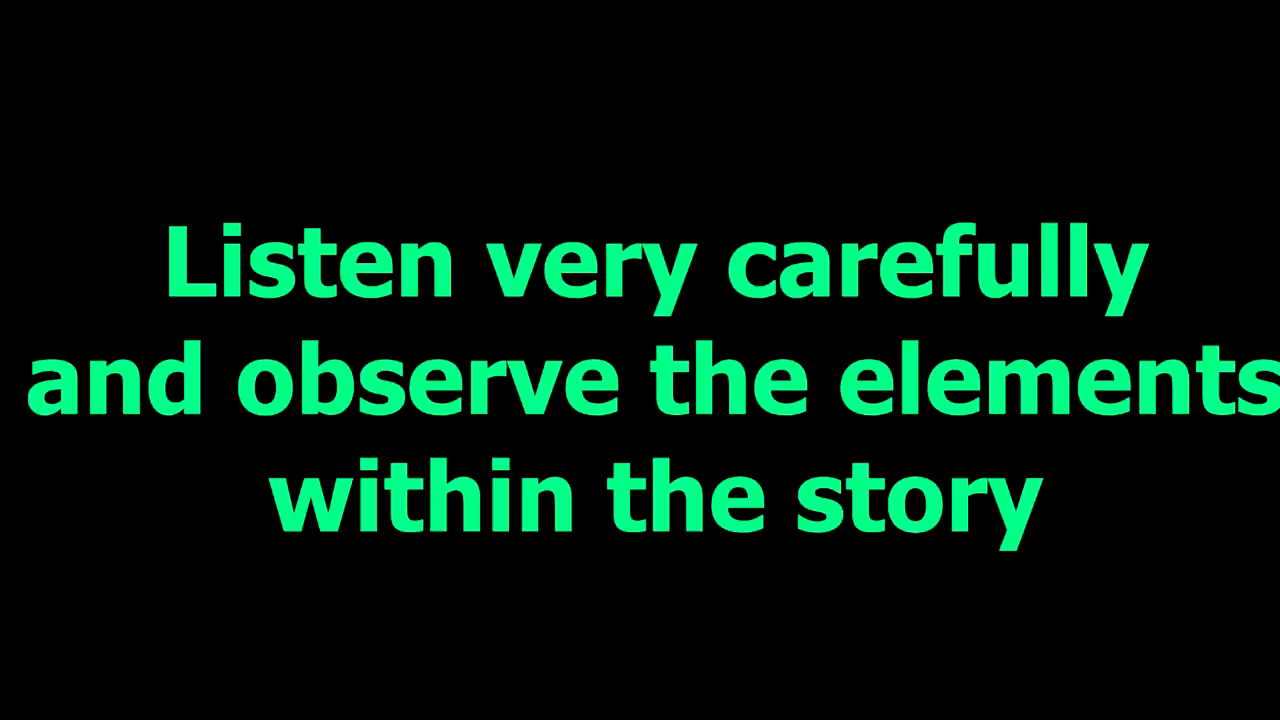 Listen very carefully
and observe the elements
within the story